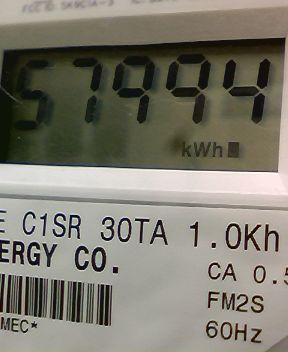 57994
kWh
E C1SR 30TA 1.0Kh
ERGY CO.
CA 0.5
FM2S
MEC*
60Hz